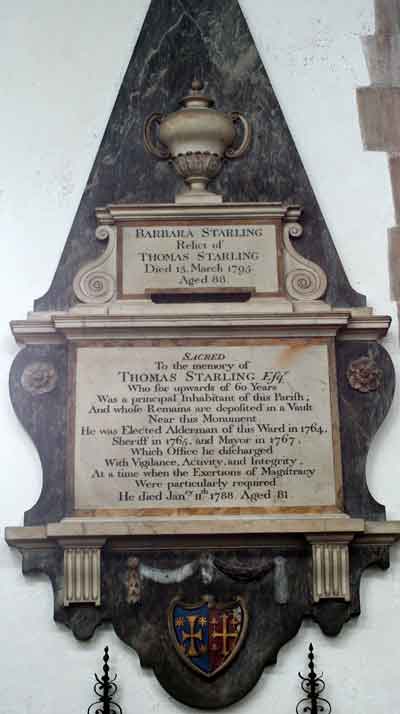 BARBARA STARLING
Relict of
THOMAS STARLING
Died 13. March 1795.
Aged 88.
SACRED
To the memory of
THOMAS STARLING Esqr.
Who for upwards of 60 Years
Was a principal Inhabitant of this Pariſh,
And whoſe Remains are depoſited in a Vault
Near this Monument
He was Elected Alderman of this Ward in 1764,
Sheriff in 1765, and Mayor in 1767,
Which Office he diſcharged
With Vigilance, Activity, and Integrity,
At a time when the Exertions of Magiſtracy
Were particularly required
He died Janry. 11th 1788 Aged 81.